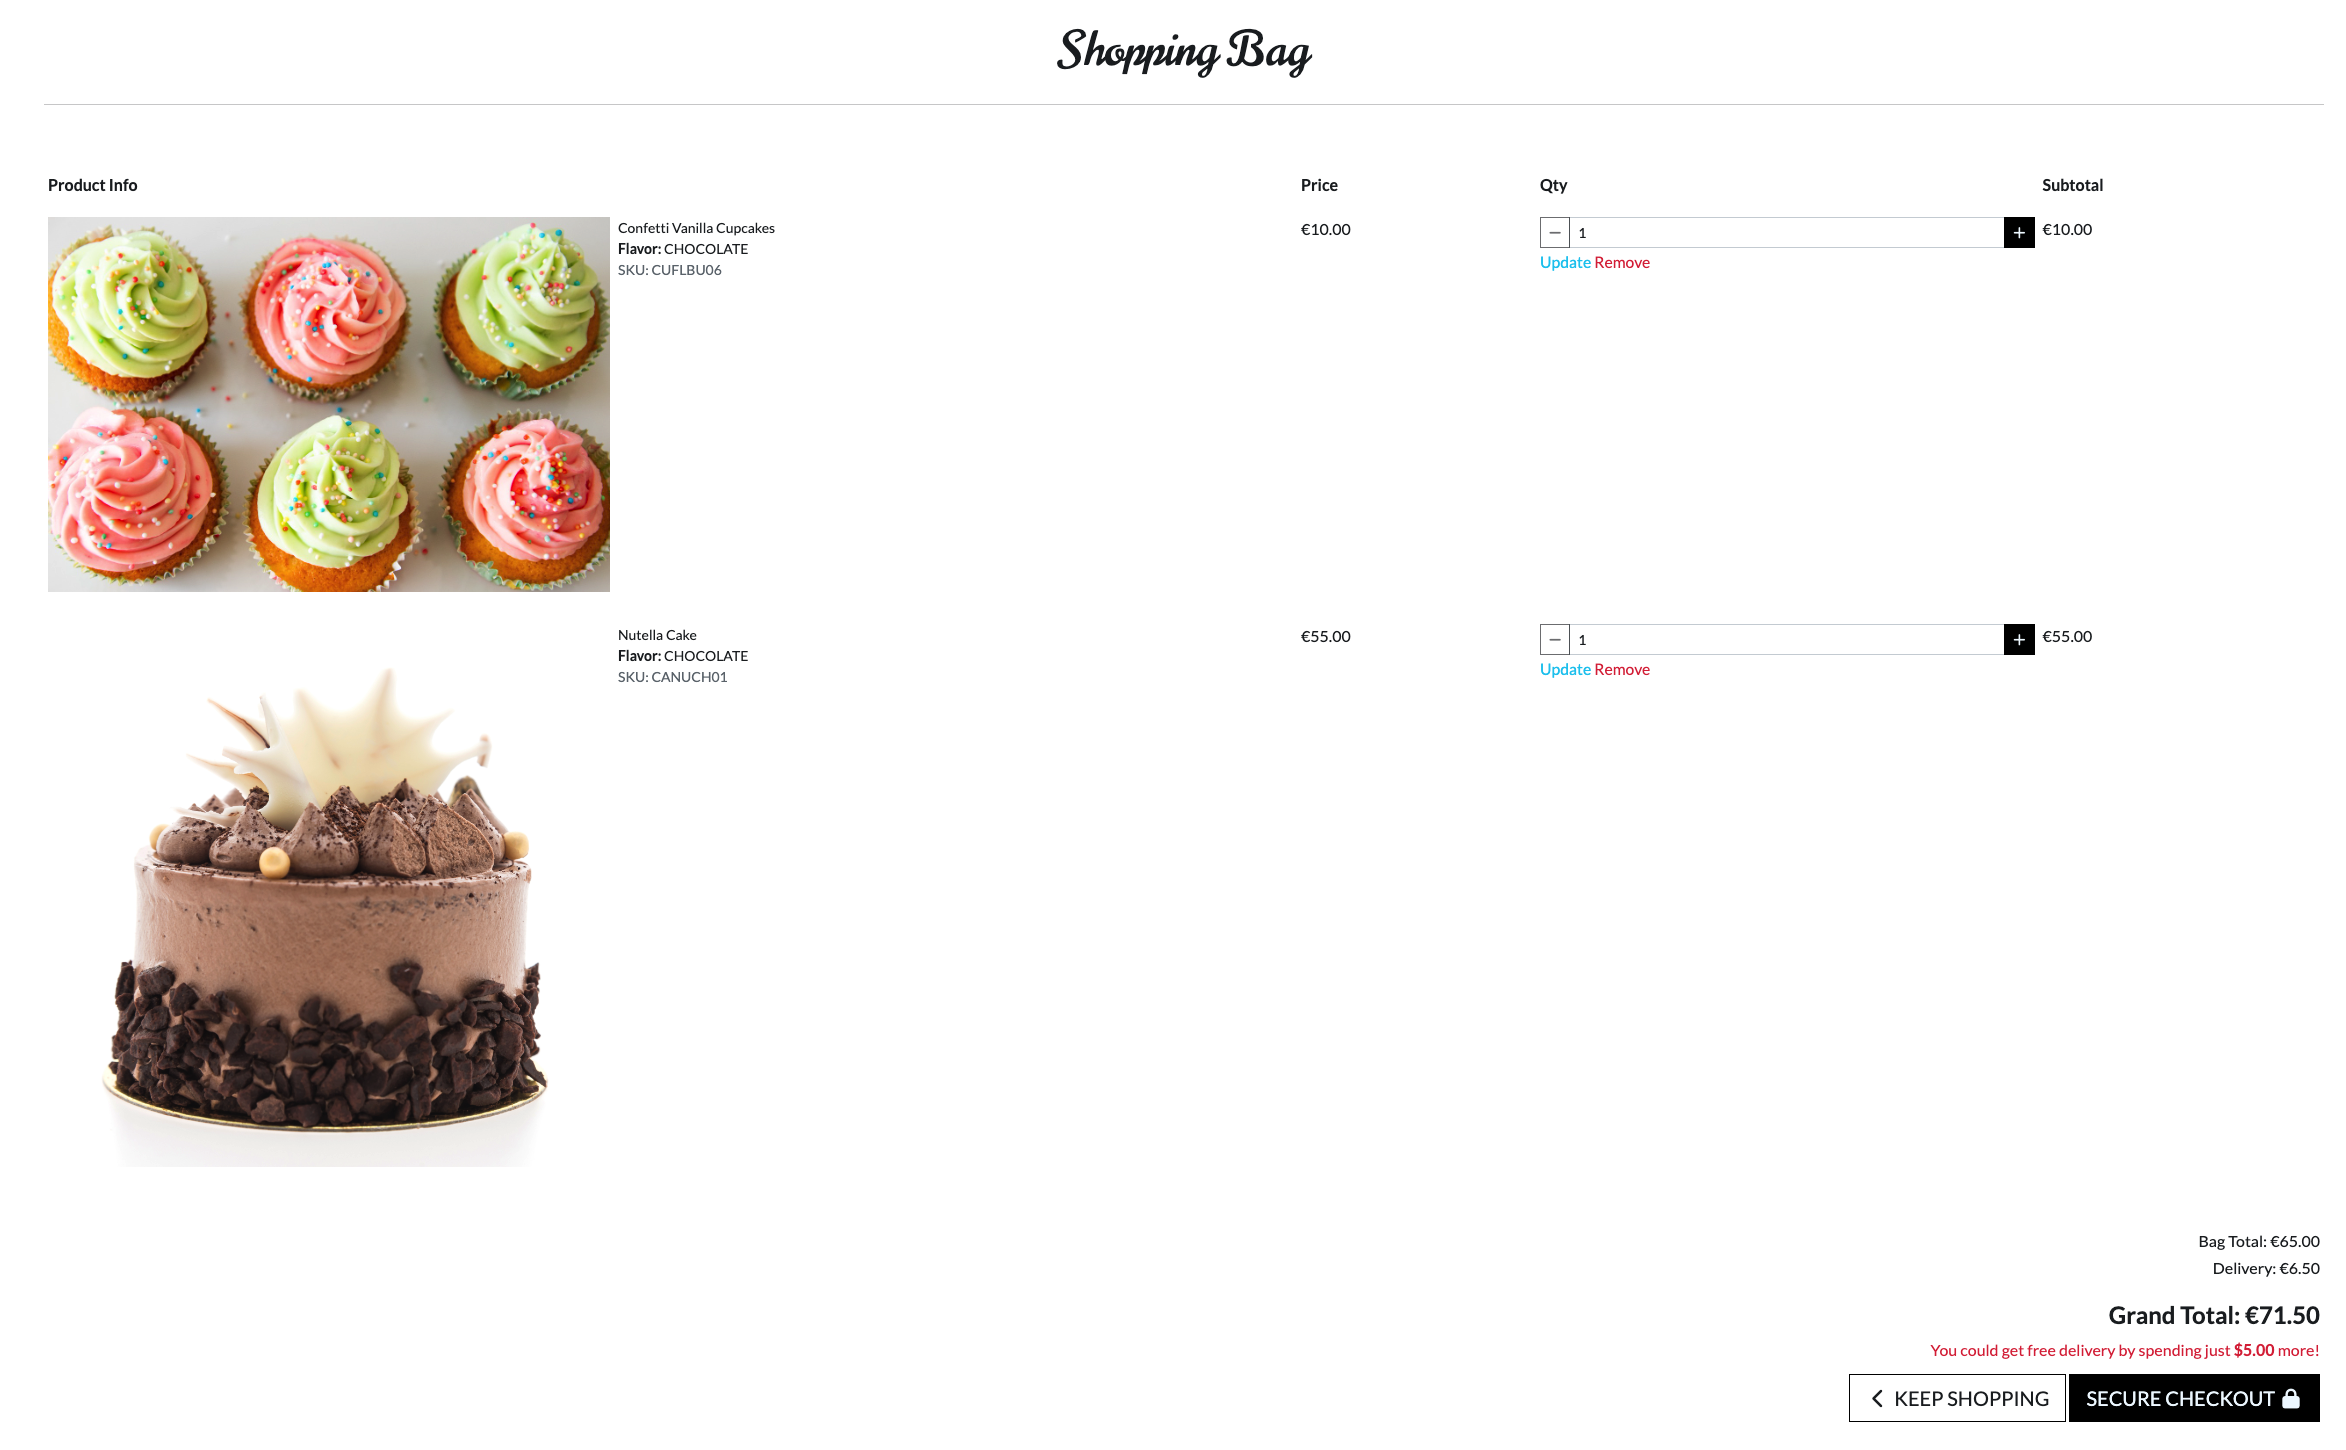 Shopping Bag
Product Info Price Qty Subtotal
Confetti Vanilla Cupcakes €10.00 1 €10.00
Flavor: CHOCOLATE
Update Remove
SKU: CUFLBU06
Nutella Cake €55.00 1 €55.00
Flavor: CHOCOLATE
Update Remove
SKU: CANUCH01
Bag Total: €65.00
Delivery: €6.50
Grand Total: €71.50
You could get free delivery by spending just $5.00 more!
KEEP SHOPPING SECURE CHECKOUT